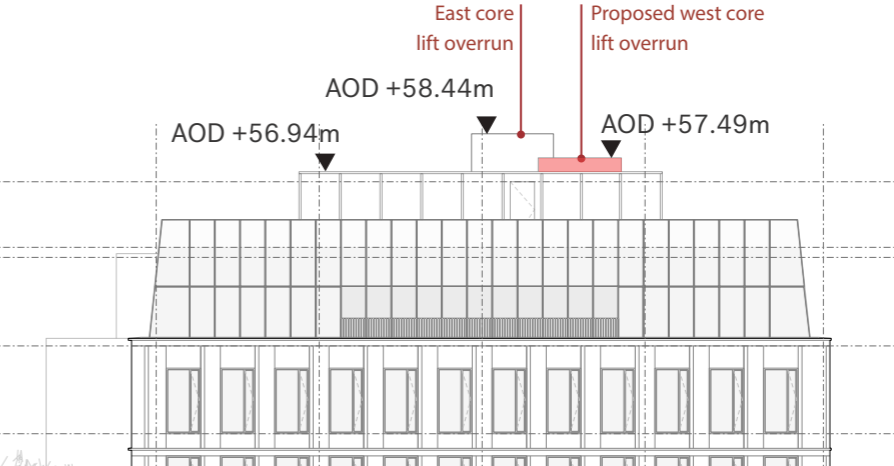 East core
lift overrun
Proposed west core
lift overrun
AOD +58.44m
AOD +56.94m
AOD +57.49m